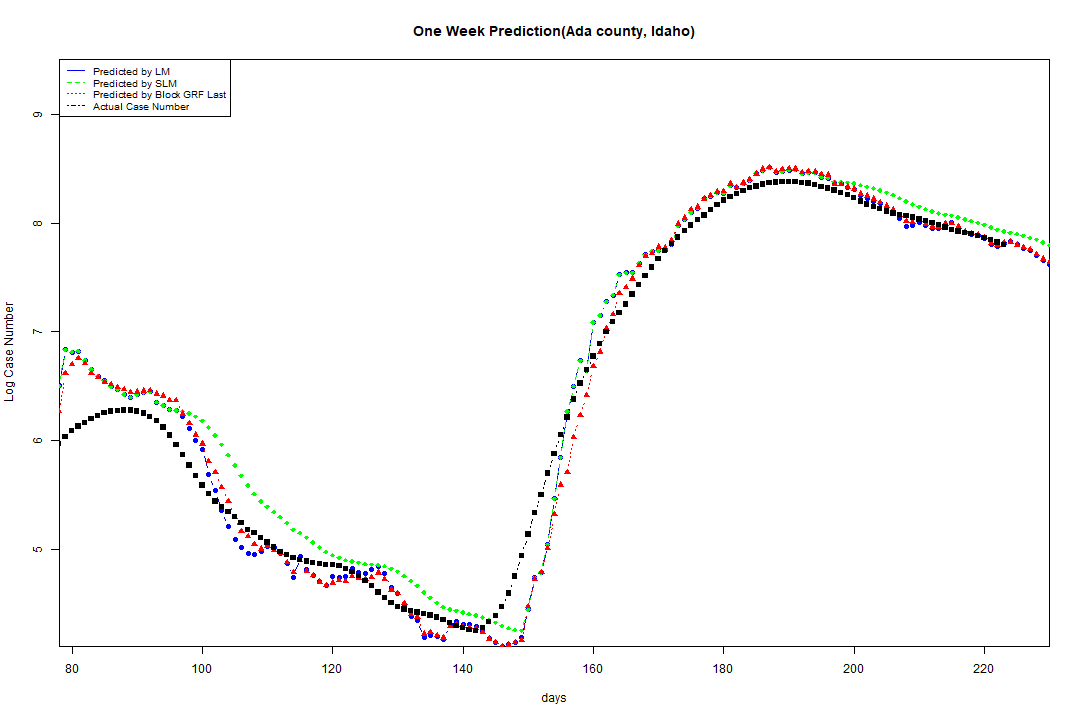 One Week Prediction(Ada county, Idaho)
Predicted by LM
Predicted by SLM
Predicted by Block GRF Last
Actual Case Number
Log Case Number
9
8
7
6
5
80 100 120 140 160 180 200 220
days